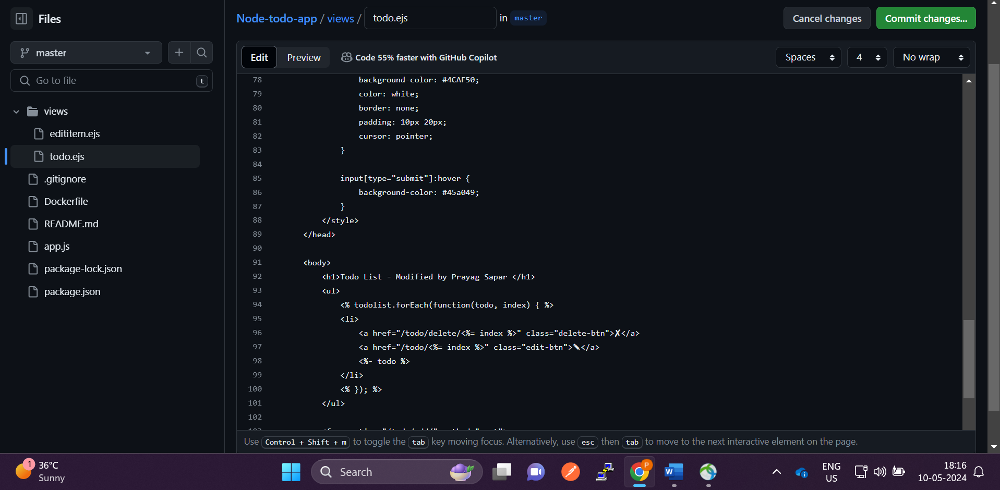 Files
master
Go to file
t
views
edititem.ejs
todo.ejs
.gitignore
Dockerfile
README.md
app.js
package-lock.json
package.json
Node-todo-app / views / todo.ejs in master
Cancel changes
Commit changes...
Edit Preview Code 55% faster with GitHub Copilot Spaces 4 No wrap
78 background-color: #4CAF50;
79 color: white;
80 border: none;
81 padding: 10px 20px;
82 cursor: pointer;
83 }
84
85 input[type="submit"]:hover {
86 background-color: #45a049;
87 }
88 </style>
89 </head>
90
91 <body>
92 <h1>Todo List - Modified by Prayag Sapar </h1>
93 <ul>
94 <% todolist.forEach(function(todo, index) { %>
95 <li>
96 <a href="/todo/delete/<%= index %>" class="delete-btn">✘</a>
97 <a href="/todo/<%= index %>" class="edit-btn">✎</a>
98 <%- todo %>
99 </li>
100 <% }); %>
101 </ul>
102
Use Control + Shift + m to toggle the tab key moving focus. Alternatively, use esc then tab to move to the next interactive element on the page.
1
36°C
Sunny
Search
P
W
ENG
US
18:16
10-05-2024